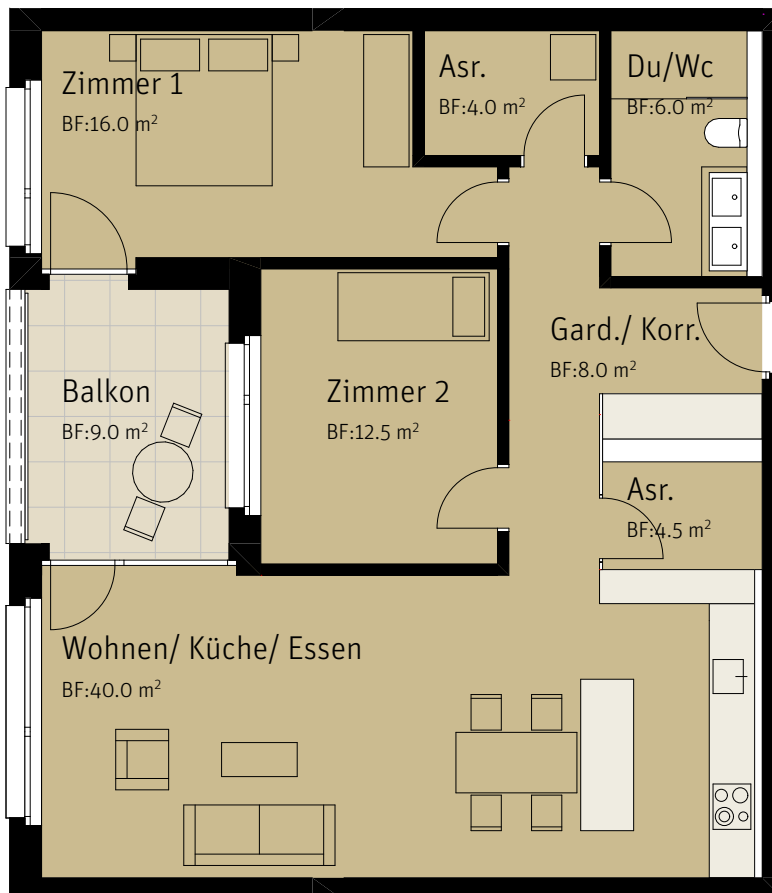 Zimmer 1
BF:16.0 m²
Asr.
BF:4.0 m²
Du/Wc
BF:6.0 m²
Gard./ Korr.
BF:8.0 m²
Balkon
BF:9.0 m²
Zimmer 2
BF:12.5 m²
Asr.
BF:4.5 m²
Wohnen/ Küche/ Essen
BF:40.0 m²